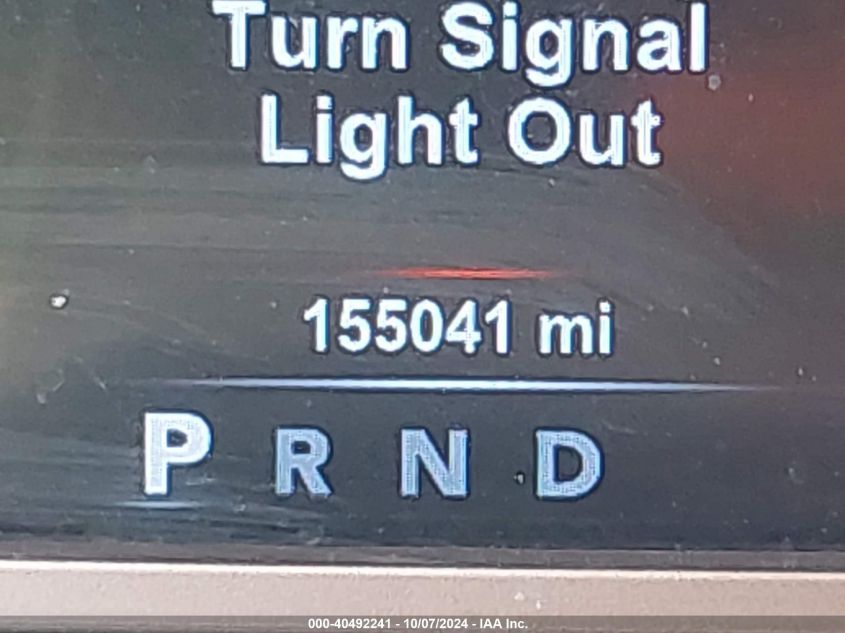 Turn Signal
Light Out
155041 mi
P R N D
000-40492241 - 10/07/2024 - IAA Inc.